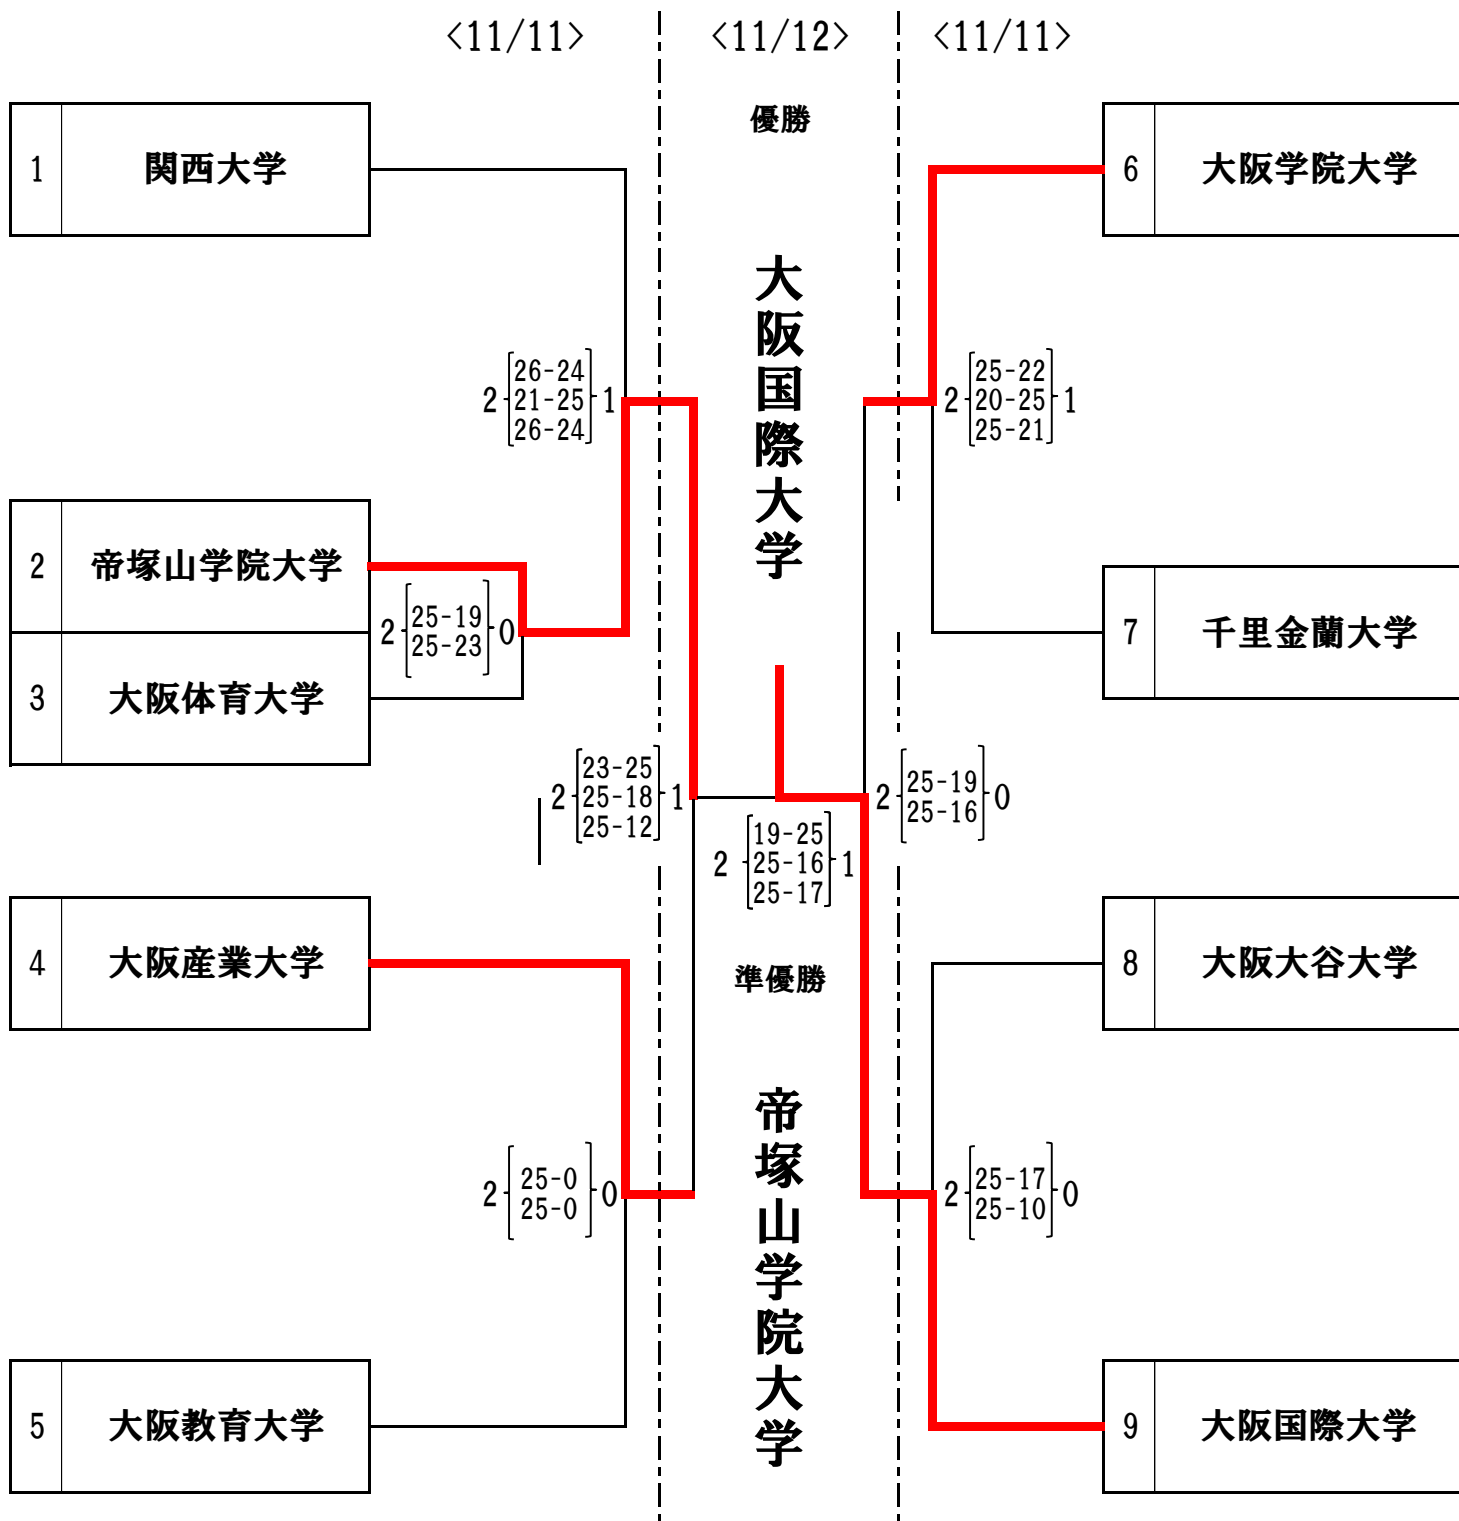 <11/11>
<11/12>
<11/11>
優勝
1 関西大学
6 大阪学院大学
大阪国際大学
2 26-24 1
21-25
26-24
2 25-22 1
20-25
25-21
2 帝塚山学院大学
2 25-19 0
25-23
3 大阪体育大学
7 千里金蘭大学
2 23-25 1
25-18
25-12
2 25-19 0
25-16
2 19-25 1
25-16
25-17
4 大阪産業大学
準優勝
8 大阪大谷大学
帝塚山学院大学
2 25-0 0
25-0
2 25-17 0
25-10
5 大阪教育大学
9 大阪国際大学